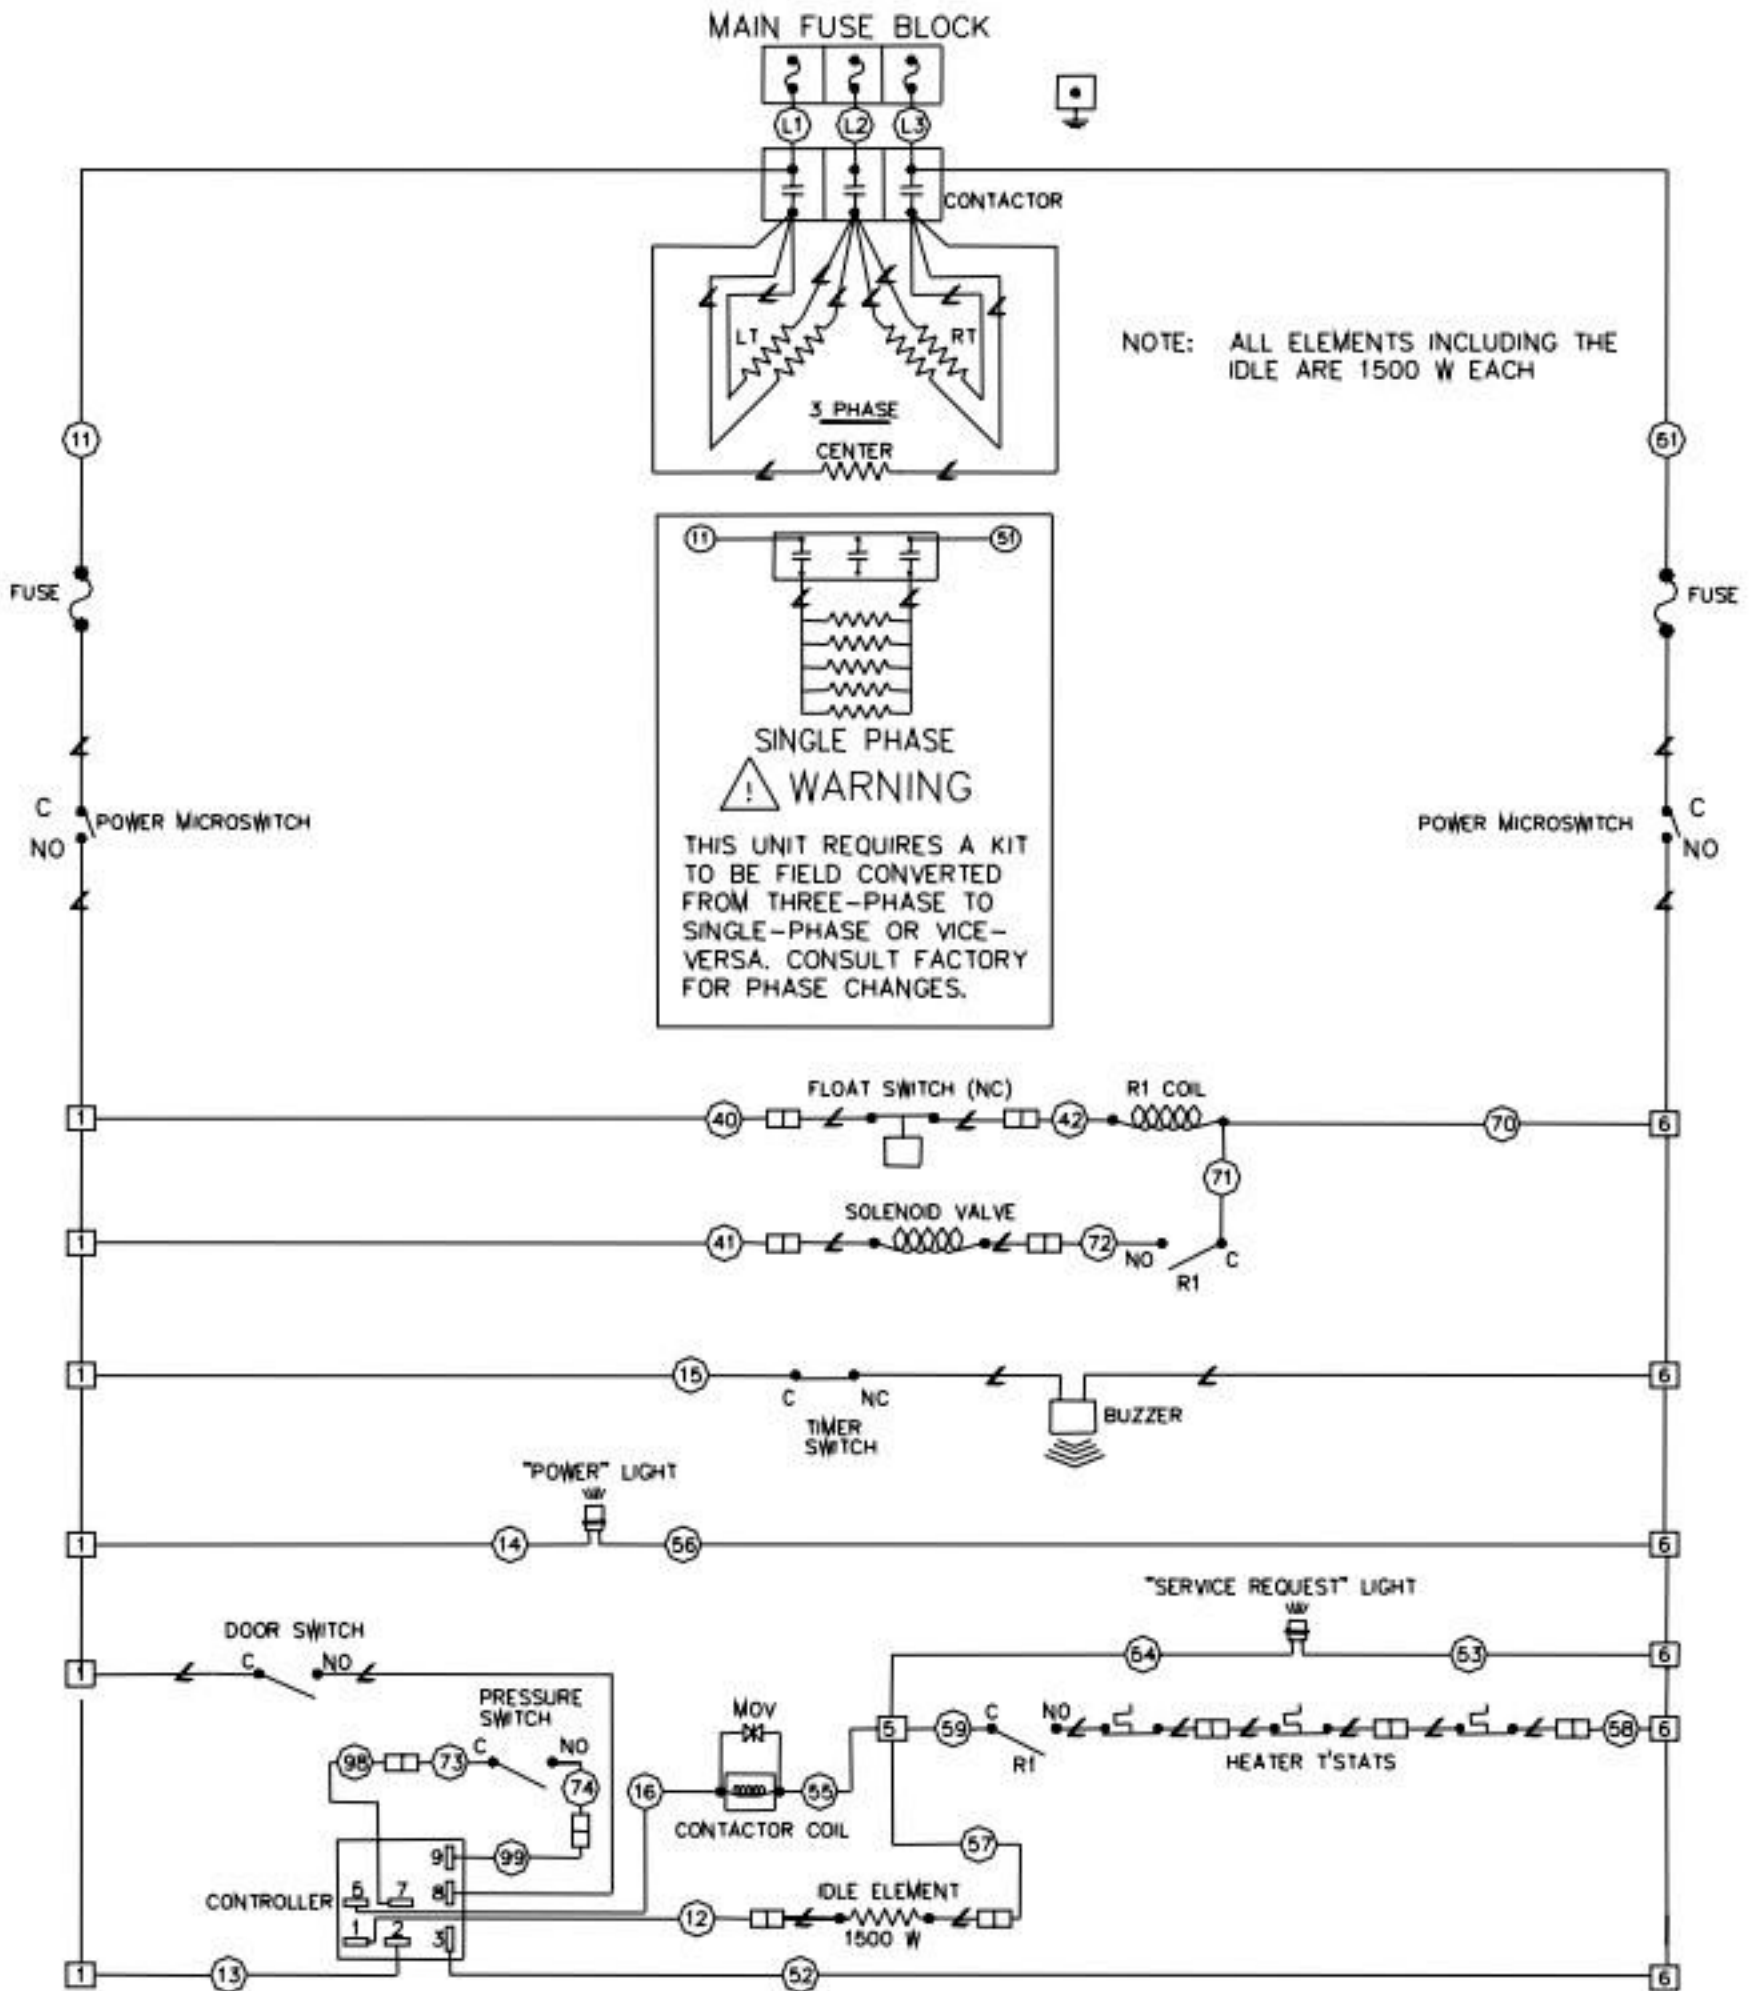 MAIN FUSE BLOCK
L1 L2 L3
CONTACTOR
LT RT
NOTE: ALL ELEMENTS INCLUDING THE
IDLE ARE 1500 W EACH
3 PHASE
CENTER
11 51
11 51
FUSE FUSE
SINGLE PHASE
! WARNING
C POWER MICROSWITCH NO
POWER MICROSWITCH C NO
THIS UNIT REQUIRES A KIT
TO BE FIELD CONVERTED
FROM THREE-PHASE TO
SINGLE-PHASE OR VICE-
VERSA. CONSULT FACTORY
FOR PHASE CHANGES.
FLOAT SWITCH (NC) R1 COIL
1 40 42 70 6
71
SOLENOID VALVE
1 41 72 NO C
R1
1 15 6
C NC
TIMER
SWITCH
BUZZER
"POWER" LIGHT
1 14 56 6
"SERVICE REQUEST" LIGHT
54 53 6
DOOR SWITCH
1 C NO
PRESSURE
SWITCH
MOV
5 59 C NO 58 6
R1 HEATER T'STATS
98 73 C NO
74
16 55
CONTACTOR COIL
57
9 99
CONTROLLER 5 7 8
IDLE ELEMENT
1 2 3 12
1500 W
1 13 52 6